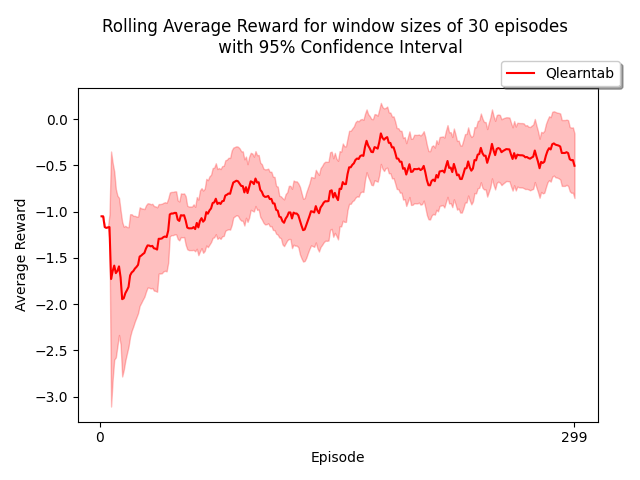 Rolling Average Reward for window sizes of 30 episodes
with 95% Confidence Interval
Qlearntab
0.0
−0.5
−1.0
−1.5
−2.0
−2.5
−3.0
Average Reward
0
299
Episode